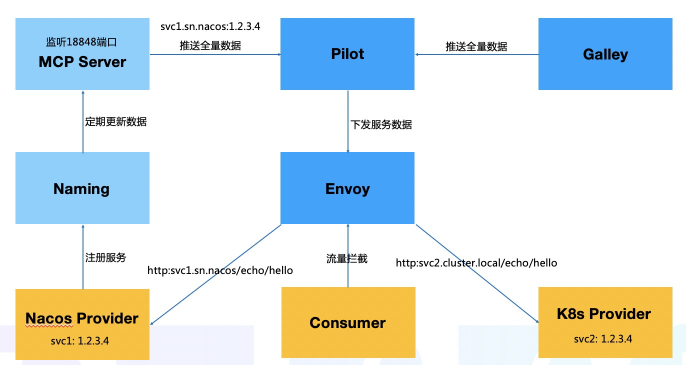 svc1.sn.nacos:1.2.3.4
监听18848端口
MCP Server
推送全量数据
Pilot
推送全量数据
Galley
定期更新数据
下发服务数据
Naming
Envoy
注册服务
流量拦截
http:svc1.sn.nacos/echo/hello
http:svc2.cluster.local/echo/hello
Nacos Provider
svc1: 1.2.3.4
Consumer
K8s Provider
svc2: 1.2.3.4